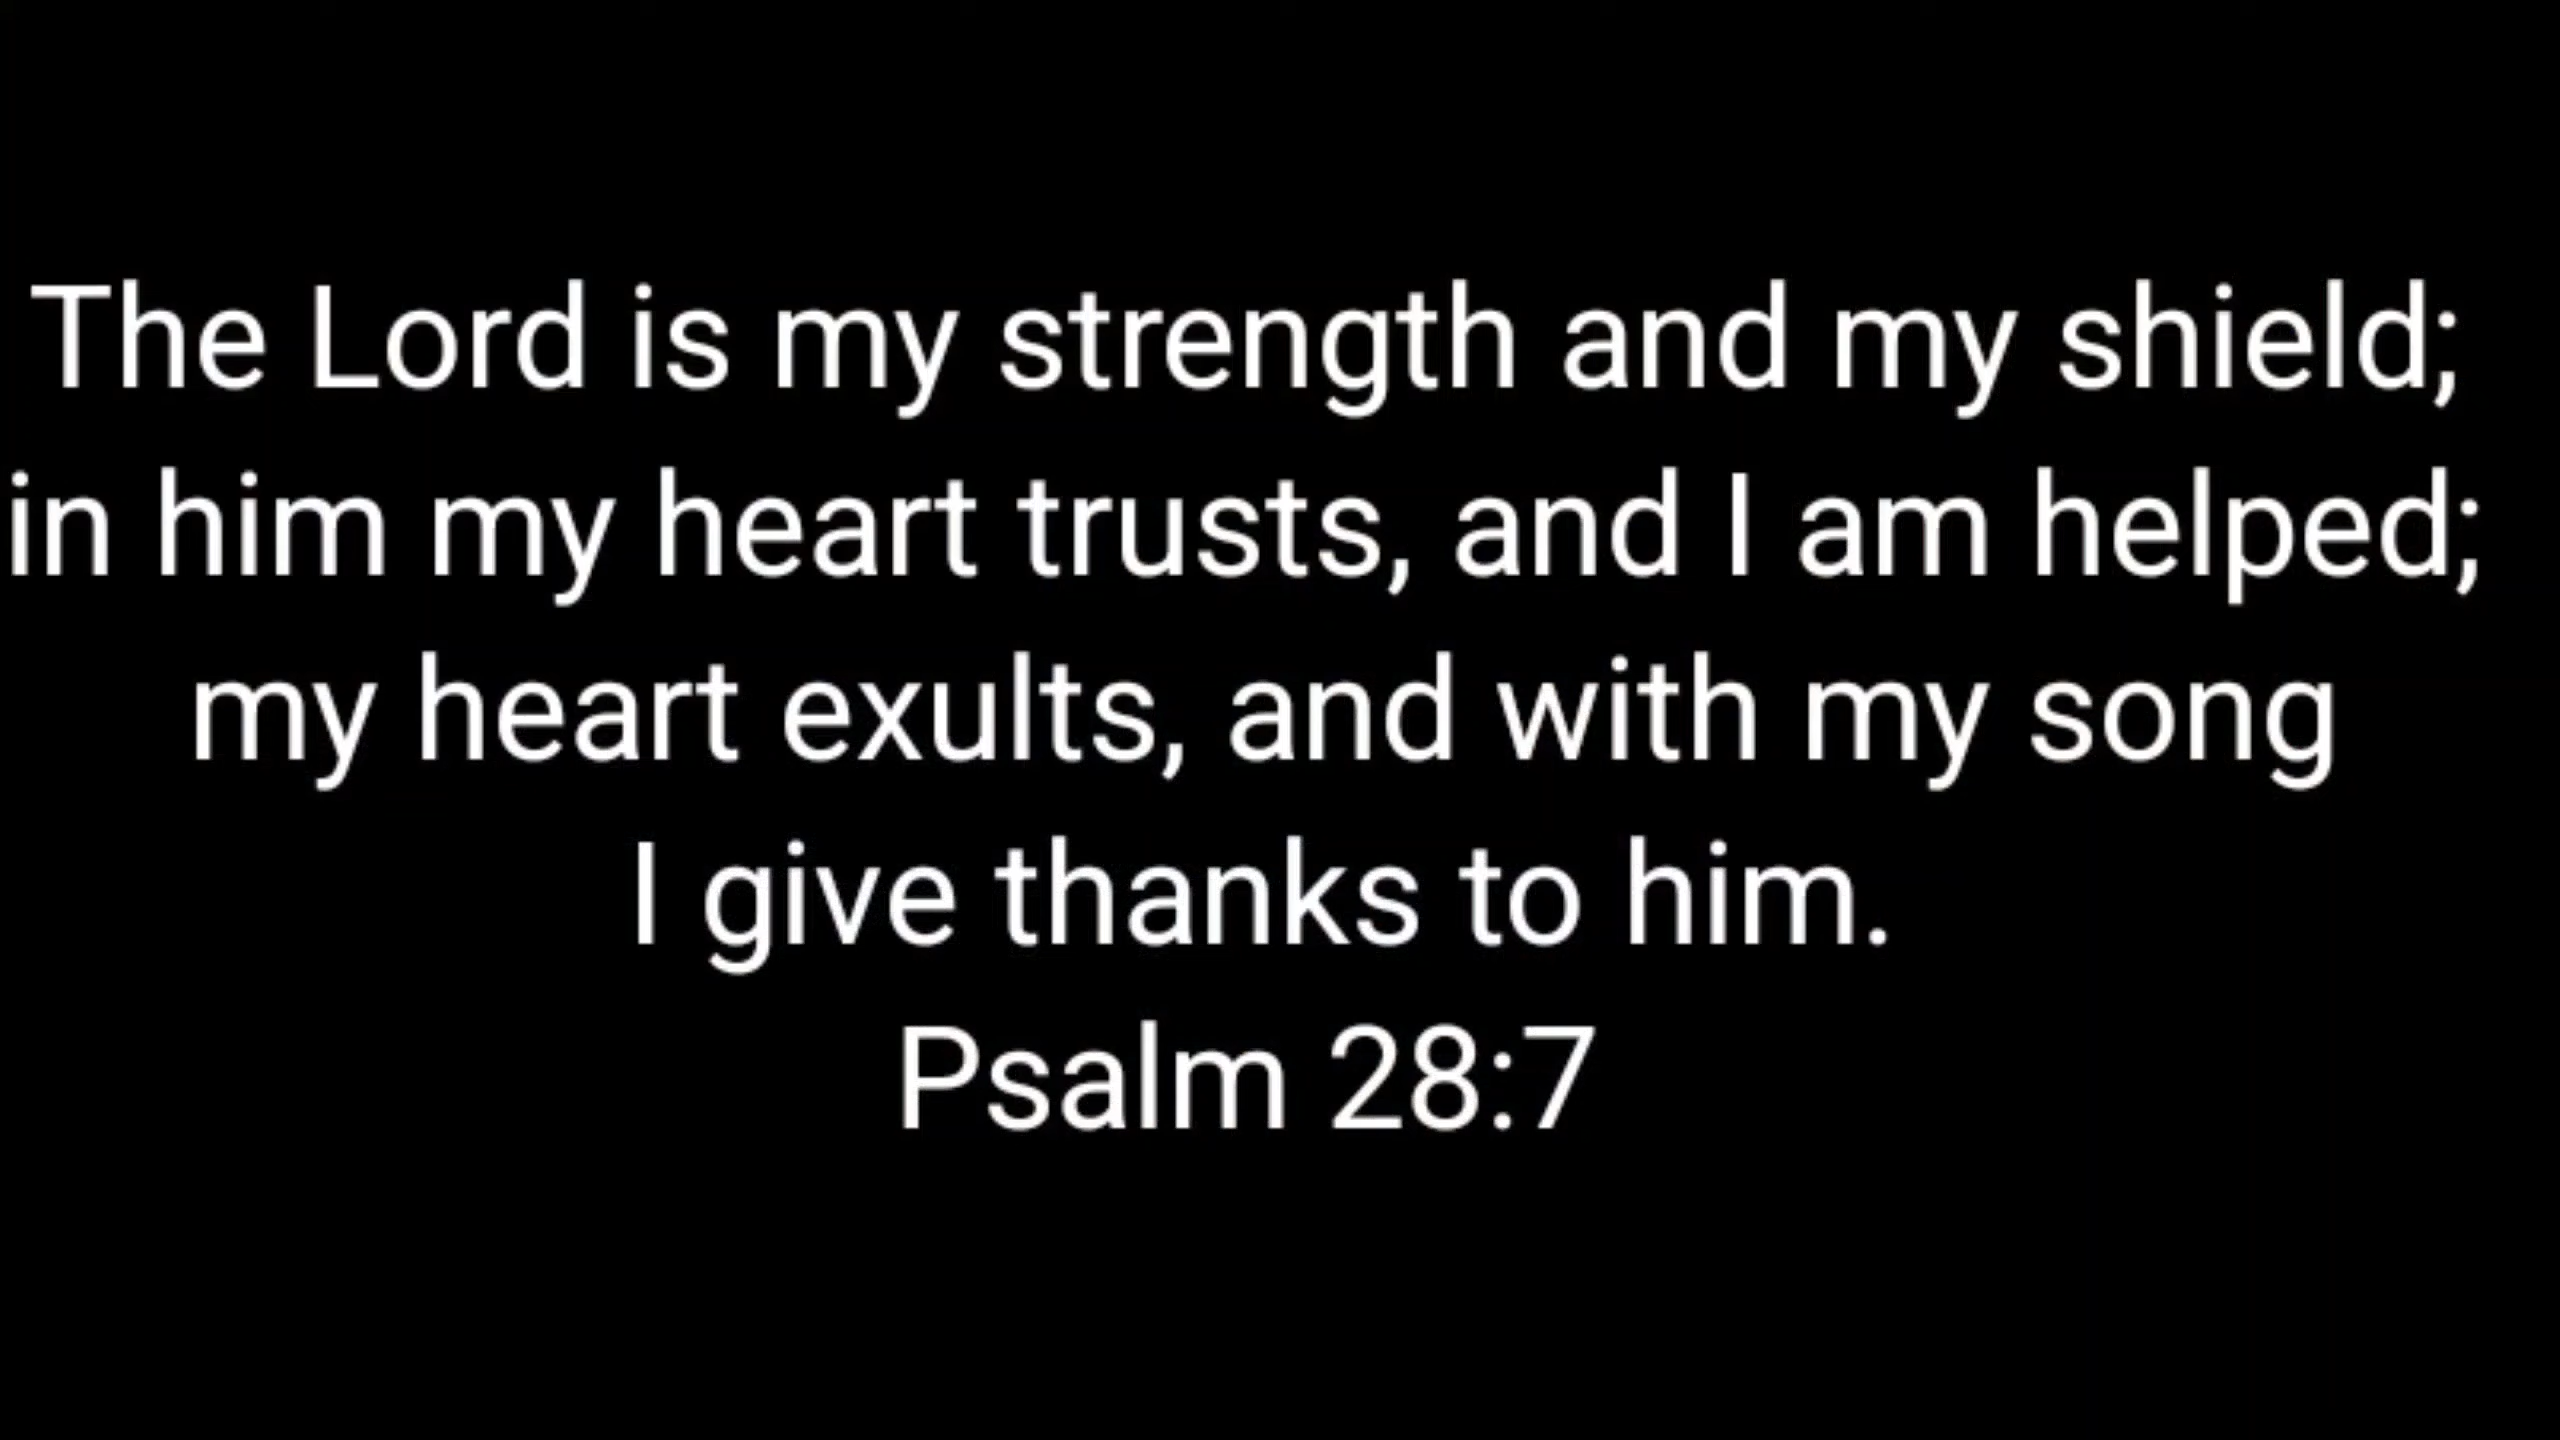 The Lord is my strength and my shield;
in him my heart trusts, and I am helped;
my heart exults, and with my song
I give thanks to him.
Psalm 28:7